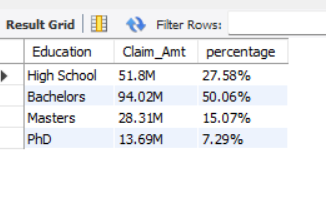 Result Grid Filter Rows:
Education Claim_Amt percentage
High School 51.8M 27.58%
Bachelors 94.02M 50.06%
Masters 28.31M 15.07%
PhD 13.69M 7.29%